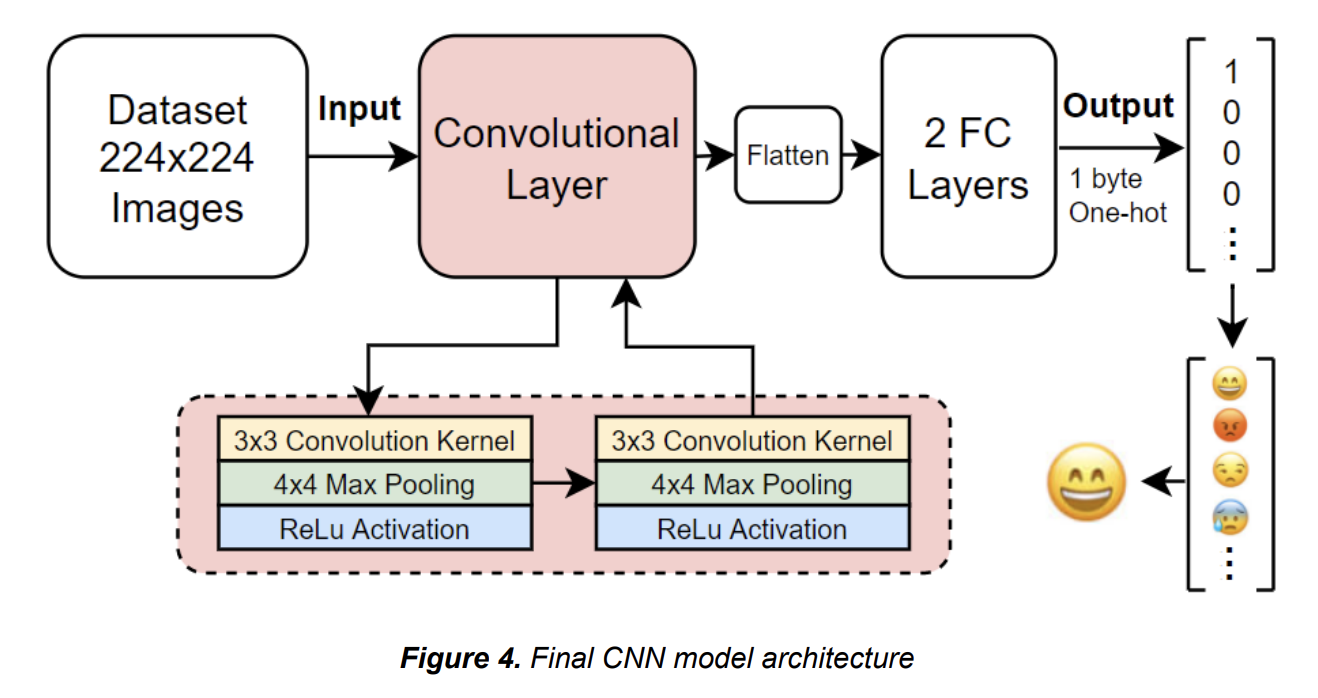 Dataset
224x224
Images
Input
Convolutional
Layer
Flatten
2 FC
Layers
Output
1 byte
One-hot
1
0
0
0
⋮
3x3 Convolution Kernel
4x4 Max Pooling
ReLu Activation
3x3 Convolution Kernel
4x4 Max Pooling
ReLu Activation
Figure 4. Final CNN model architecture